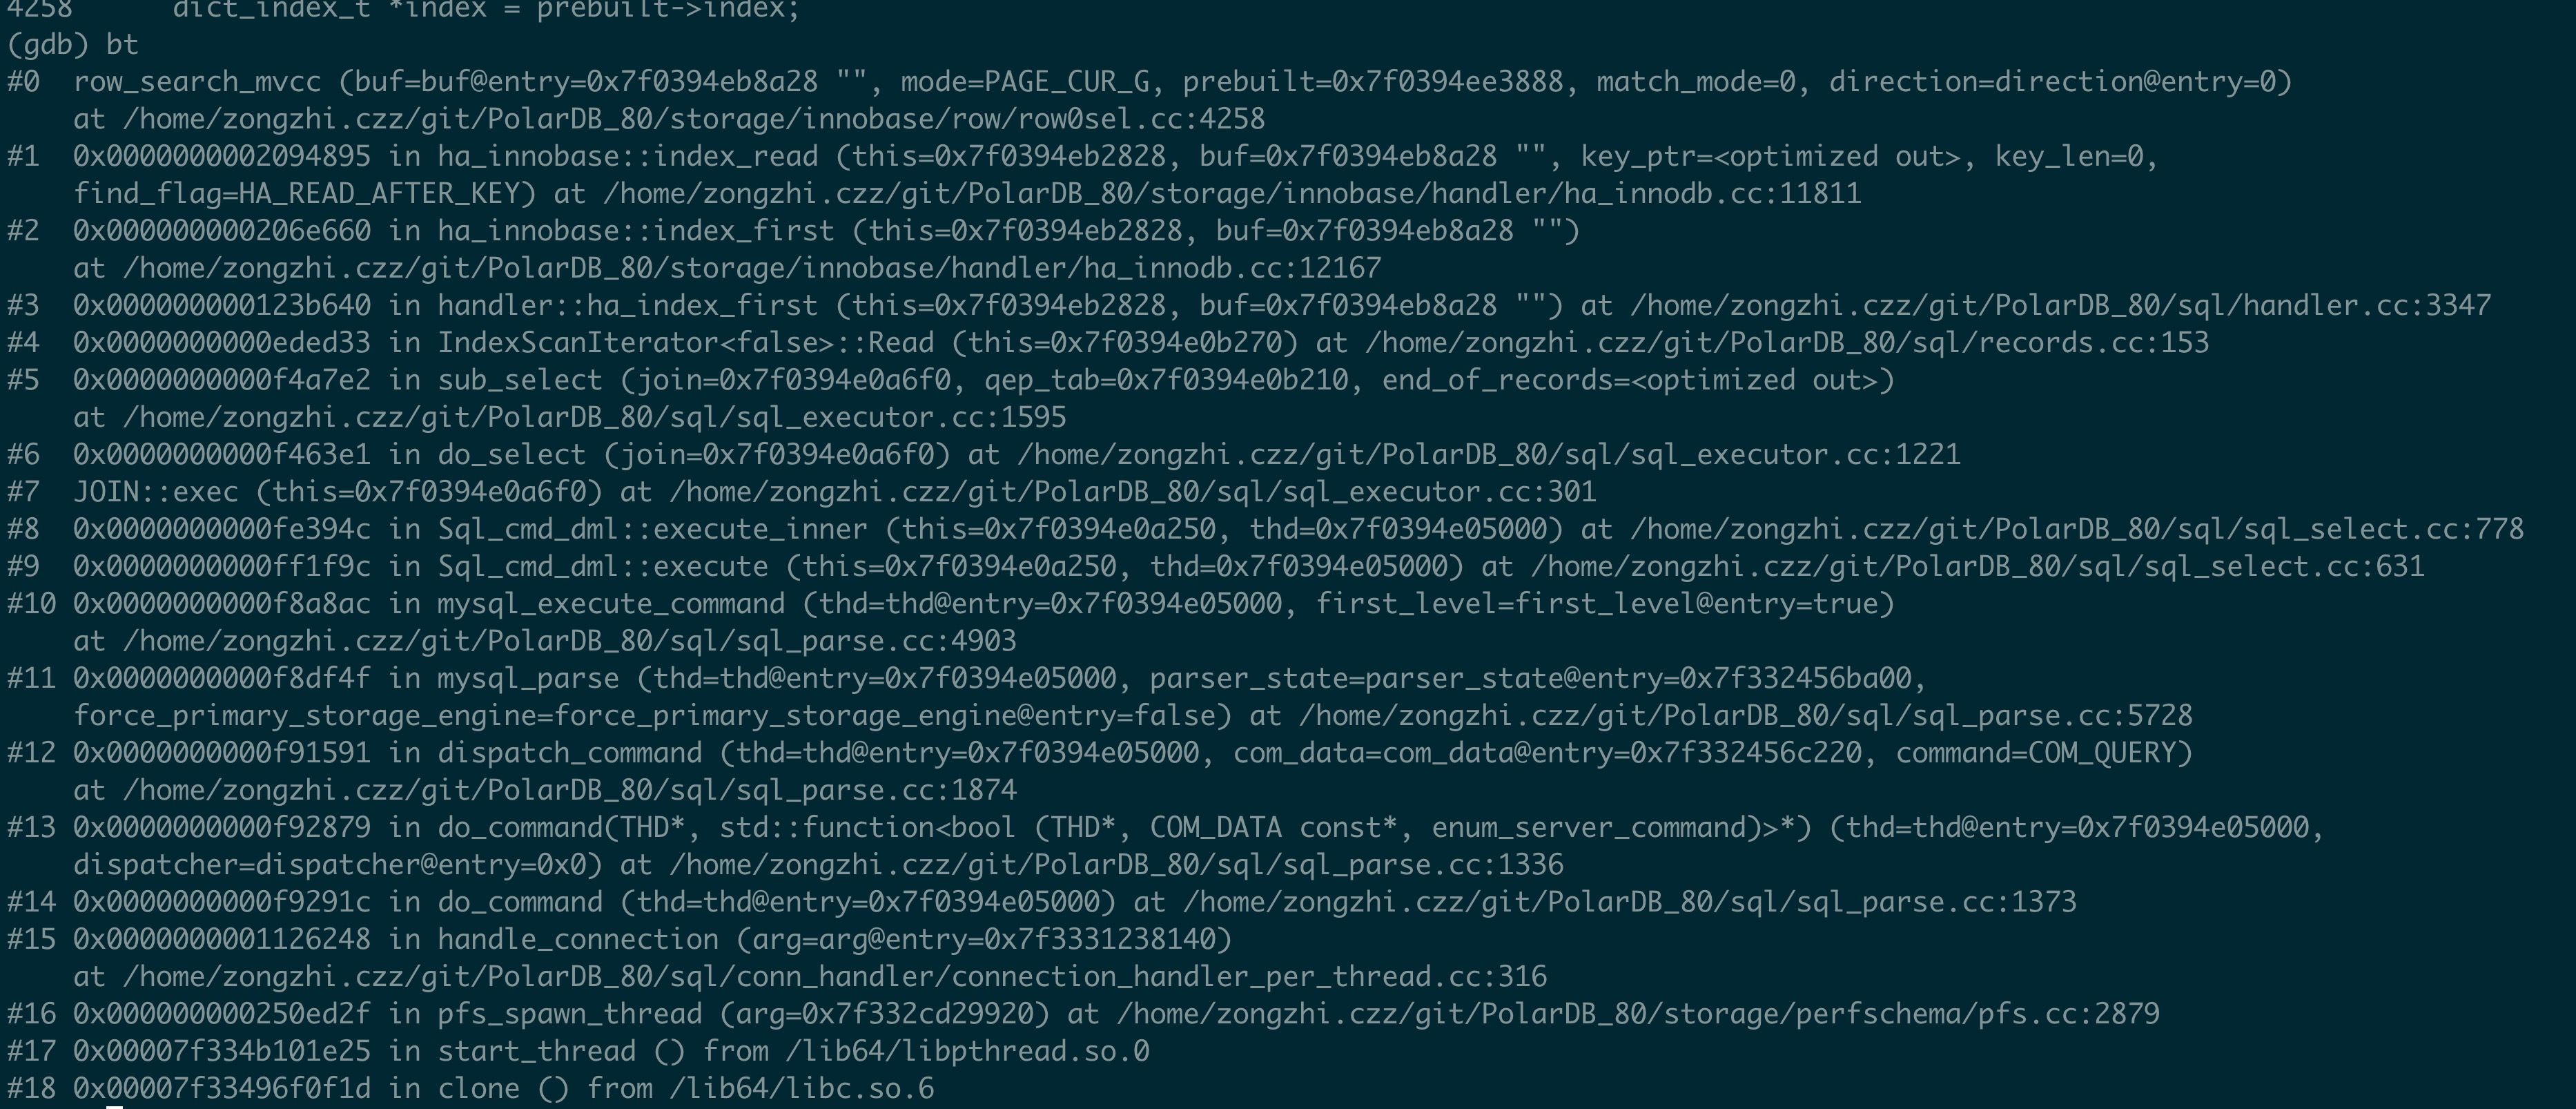 4258      dict_index_t *index = prebuilt->index;
(gdb) bt
#0  row_search_mvcc (buf=buf@entry=0x7f0394eb8a28 "", mode=PAGE_CUR_G, prebuilt=0x7f0394ee3888, match_mode=0, direction=direction@entry=0)
    at /home/zongzhi.czz/git/PolarDB_80/storage/innobase/row/row0sel.cc:4258
#1  0x0000000002094895 in ha_innobase::index_read (this=0x7f0394eb2828, buf=0x7f0394eb8a28 "", key_ptr=<optimized out>, key_len=0,
    find_flag=HA_READ_AFTER_KEY) at /home/zongzhi.czz/git/PolarDB_80/storage/innobase/handler/ha_innodb.cc:11811
#2  0x000000000206e660 in ha_innobase::index_first (this=0x7f0394eb2828, buf=0x7f0394eb8a28 "")
    at /home/zongzhi.czz/git/PolarDB_80/storage/innobase/handler/ha_innodb.cc:12167
#3  0x000000000123b640 in handler::ha_index_first (this=0x7f0394eb2828, buf=0x7f0394eb8a28 "") at /home/zongzhi.czz/git/PolarDB_80/sql/handler.cc:3347
#4  0x0000000000eded33 in IndexScanIterator<false>::Read (this=0x7f0394e0b270) at /home/zongzhi.czz/git/PolarDB_80/sql/records.cc:153
#5  0x0000000000f4a7e2 in sub_select (join=0x7f0394e0a6f0, qep_tab=0x7f0394e0b210, end_of_records=<optimized out>)
    at /home/zongzhi.czz/git/PolarDB_80/sql/sql_executor.cc:1595
#6  0x0000000000f463e1 in do_select (join=0x7f0394e0a6f0) at /home/zongzhi.czz/git/PolarDB_80/sql/sql_executor.cc:1221
#7  JOIN::exec (this=0x7f0394e0a6f0) at /home/zongzhi.czz/git/PolarDB_80/sql/sql_executor.cc:301
#8  0x0000000000fe394c in Sql_cmd_dml::execute_inner (this=0x7f0394e0a250, thd=0x7f0394e05000) at /home/zongzhi.czz/git/PolarDB_80/sql/sql_select.cc:778
#9  0x0000000000ff1f9c in Sql_cmd_dml::execute (this=0x7f0394e0a250, thd=0x7f0394e05000) at /home/zongzhi.czz/git/PolarDB_80/sql/sql_select.cc:631
#10 0x0000000000f8a8ac in mysql_execute_command (thd=thd@entry=0x7f0394e05000, first_level=first_level@entry=true)
    at /home/zongzhi.czz/git/PolarDB_80/sql/sql_parse.cc:4903
#11 0x0000000000f8df4f in mysql_parse (thd=thd@entry=0x7f0394e05000, parser_state=parser_state@entry=0x7f332456ba00,
    force_primary_storage_engine=force_primary_storage_engine@entry=false) at /home/zongzhi.czz/git/PolarDB_80/sql/sql_parse.cc:5728
#12 0x0000000000f91591 in dispatch_command (thd=thd@entry=0x7f0394e05000, com_data=com_data@entry=0x7f332456c220, command=COM_QUERY)
    at /home/zongzhi.czz/git/PolarDB_80/sql/sql_parse.cc:1874
#13 0x0000000000f92879 in do_command(THD*, std::function<bool (THD*, COM_DATA const*, enum_server_command)>*) (thd=thd@entry=0x7f0394e05000,
    dispatcher=dispatcher@entry=0x0) at /home/zongzhi.czz/git/PolarDB_80/sql/sql_parse.cc:1336
#14 0x0000000000f9291c in do_command (thd=thd@entry=0x7f0394e05000) at /home/zongzhi.czz/git/PolarDB_80/sql/sql_parse.cc:1373
#15 0x0000000001126248 in handle_connection (arg=arg@entry=0x7f3331238140)
    at /home/zongzhi.czz/git/PolarDB_80/sql/conn_handler/connection_handler_per_thread.cc:316
#16 0x000000000250ed2f in pfs_spawn_thread (arg=0x7f332cd29920) at /home/zongzhi.czz/git/PolarDB_80/storage/perfschema/pfs.cc:2879
#17 0x00007f334b101e25 in start_thread () from /lib64/libpthread.so.0
#18 0x00007f33496f0f1d in clone () from /lib64/libc.so.6